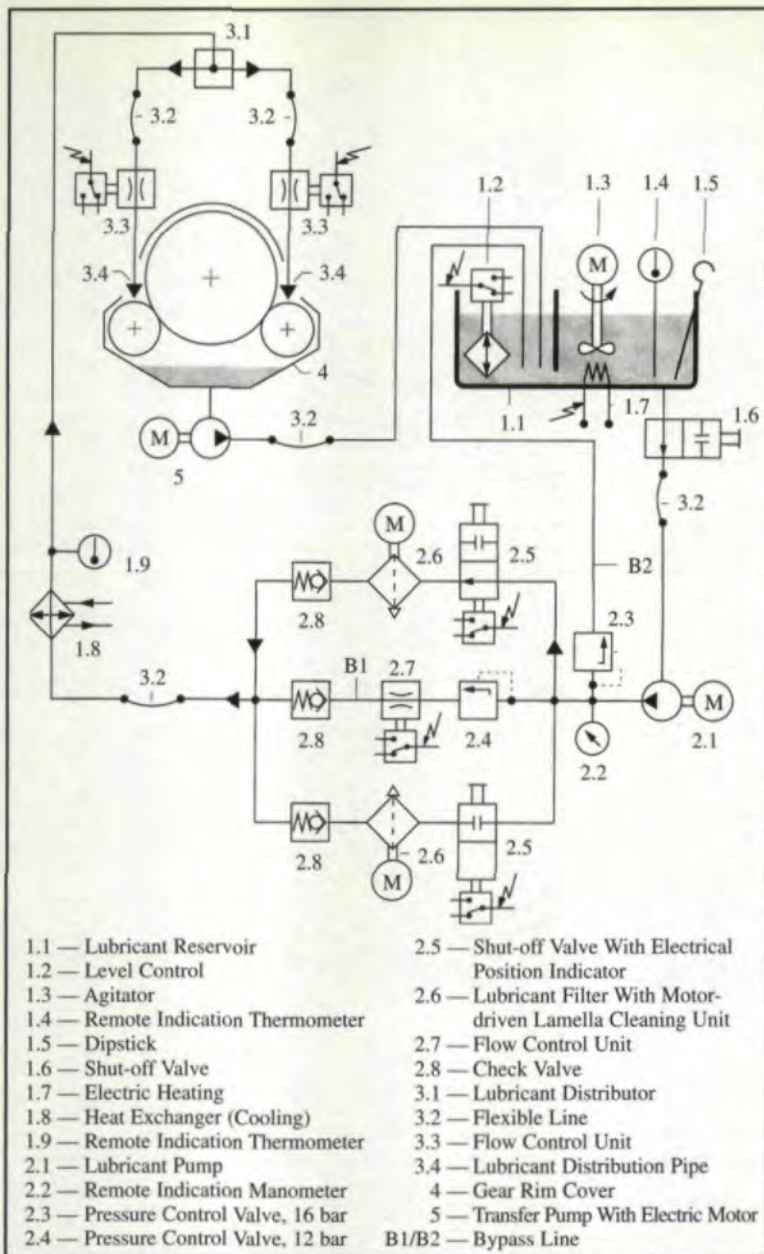 3.1
3.2
3.2
3.3
3.3
3.4
3.4
4
M
5
3.2
1.2
1.3
1.4
1.5
M
1.1
1.7
1.6
3.2
B2
1.9
1.8
3.2
M
2.6
2.5
2.8
B1
2.7
2.3
2.8
2.4
2.2
M
2.1
2.8
2.6
2.5
M
1.1 — Lubricant Reservoir
1.2 — Level Control
1.3 — Agitator
1.4 — Remote Indication Thermometer
1.5 — Dipstick
1.6 — Shut-off Valve
1.7 — Electric Heating
1.8 — Heat Exchanger (Cooling)
1.9 — Remote Indication Thermometer
2.1 — Lubricant Pump
2.2 — Remote Indication Manometer
2.3 — Pressure Control Valve, 16 bar
2.4 — Pressure Control Valve, 12 bar
2.5 — Shut-off Valve With Electrical
Position Indicator
2.6 — Lubricant Filter With Motor-
driven Lamella Cleaning Unit
2.7 — Flow Control Unit
2.8 — Check Valve
3.1 — Lubricant Distributor
3.2 — Flexible Line
3.3 — Flow Control Unit
3.4 — Lubricant Distribution Pipe
4 — Gear Rim Cover
5 — Transfer Pump With Electric Motor
B1/B2 — Bypass Line